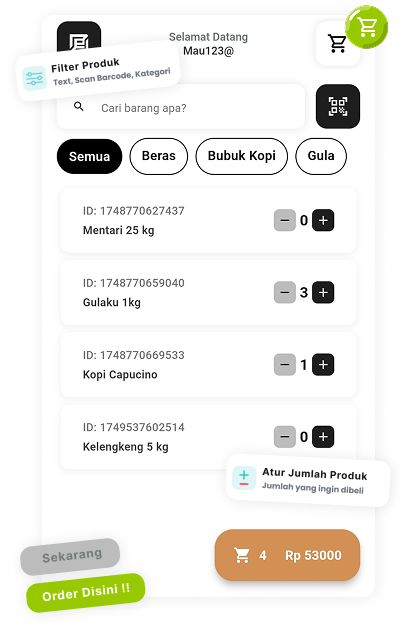 Selamat Datang
Mau123@
Filter Produk
Text, Scan Barcode, Kategori
Cari barang apa?
Semua
Beras
Bubuk Kopi
Gula
ID: 1748770627437
Mentari 25 kg
− 0 +
ID: 1748770659040
Gulaku 1kg
− 3 +
ID: 1748770669533
Kopi Capucino
− 1 +
ID: 1749537602514
Kelengkeng 5 kg
− 0 +
Atur Jumlah Produk
Jumlah yang ingin dibeli
4 Rp 53000
Sekarang
Order Disini !!